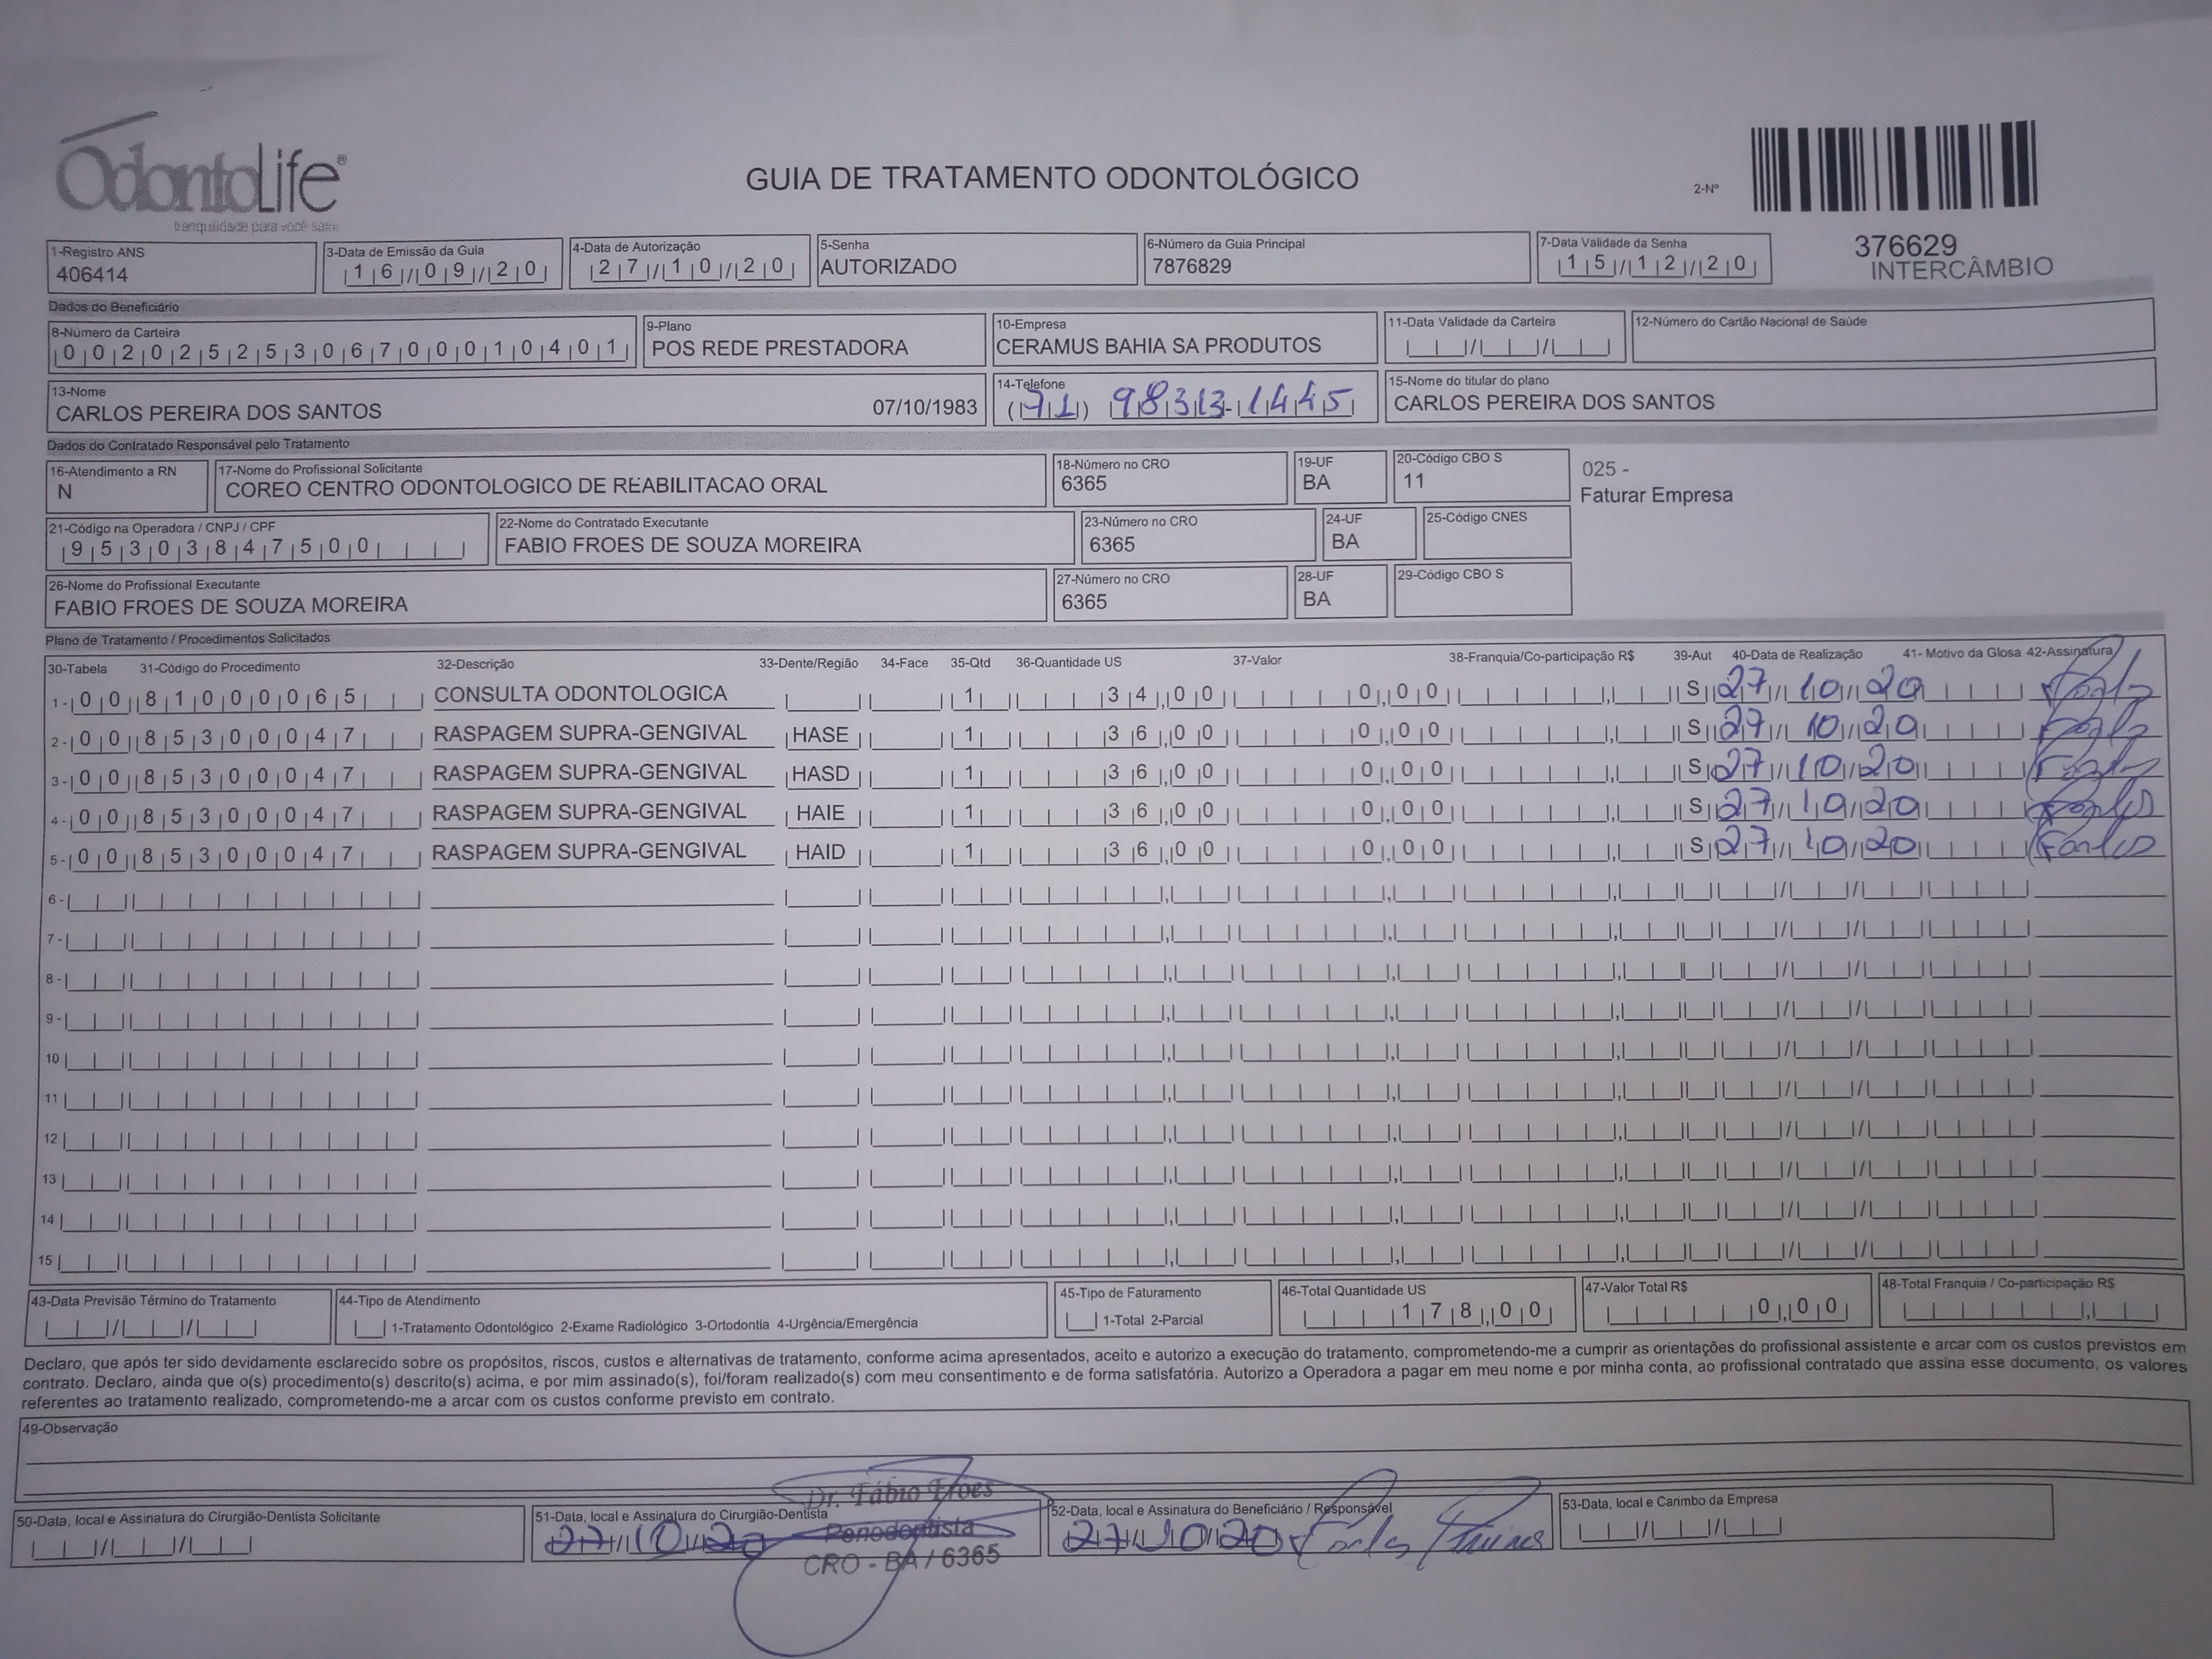 OdontoLife®
tranquilidade para você sorrir
GUIA DE TRATAMENTO ODONTOLÓGICO
2-Nº
376629
INTERCÂMBIO
1-Registro ANS
406414
3-Data de Emissão da Guia
16/09/20
4-Data de Autorização
27/10/20
5-Senha
AUTORIZADO
6-Número da Guia Principal
7876829
7-Data Validade da Senha
15/12/20
Dados do Beneficiário
8-Número da Carteira
00202525306700010401
9-Plano
POS REDE PRESTADORA
10-Empresa
CERAMUS BAHIA SA PRODUTOS
11-Data Validade da Carteira
12-Número do Cartão Nacional de Saúde
13-Nome
CARLOS PEREIRA DOS SANTOS 07/10/1983
14-Telefone
(71) 98313-1445
15-Nome do titular do plano
CARLOS PEREIRA DOS SANTOS
Dados do Contratado Responsável pelo Tratamento
16-Atendimento a RN
N
17-Nome do Profissional Solicitante
COREO CENTRO ODONTOLOGICO DE REABILITACAO ORAL
18-Número no CRO
6365
19-UF
BA
20-Código CBO S
11
025 -
Faturar Empresa
21-Código na Operadora / CNPJ / CPF
95303847500
22-Nome do Contratado Executante
FABIO FROES DE SOUZA MOREIRA
23-Número no CRO
6365
24-UF
BA
25-Código CNES
26-Nome do Profissional Executante
FABIO FROES DE SOUZA MOREIRA
27-Número no CRO
6365
28-UF
BA
29-Código CBO S
Plano de Tratamento / Procedimentos Solicitados
30-Tabela 31-Código do Procedimento 32-Descrição 33-Dente/Região 34-Face 35-Qtd 36-Quantidade US 37-Valor 38-Franquia/Co-participação R$ 39-Aut 40-Data de Realização 41- Motivo da Glosa 42-Assinatura
1- 00 81000065 CONSULTA ODONTOLOGICA 1 34,00 0,00 S 27/10/20
2- 00 85300047 RASPAGEM SUPRA-GENGIVAL HASE 1 36,00 0,00 S 27/10/20
3- 00 85300047 RASPAGEM SUPRA-GENGIVAL HASD 1 36,00 0,00 S 27/10/20
4- 00 85300047 RASPAGEM SUPRA-GENGIVAL HAIE 1 36,00 0,00 S 27/10/20
5- 00 85300047 RASPAGEM SUPRA-GENGIVAL HAID 1 36,00 0,00 S 27/10/20
6-
7-
8-
9-
10
11
12
13
14
15
43-Data Previsão Término do Tratamento
44-Tipo de Atendimento
1-Tratamento Odontológico 2-Exame Radiológico 3-Ortodontia 4-Urgência/Emergência
45-Tipo de Faturamento
1-Total 2-Parcial
46-Total Quantidade US
178,00
47-Valor Total R$
0,00
48-Total Franquia / Co-participação R$
Declaro, que após ter sido devidamente esclarecido sobre os propósitos, riscos, custos e alternativas de tratamento, conforme acima apresentados, aceito e autorizo a execução do tratamento, comprometendo-me a cumprir as orientações do profissional assistente e arcar com os custos previstos em
contrato. Declaro, ainda que o(s) procedimento(s) descrito(s) acima, e por mim assinado(s), foi/foram realizado(s) com meu consentimento e de forma satisfatória. Autorizo a Operadora a pagar em meu nome e por minha conta, ao profissional contratado que assina esse documento, os valores
referentes ao tratamento realizado, comprometendo-me a arcar com os custos conforme previsto em contrato.
49-Observação
50-Data, local e Assinatura do Cirurgião-Dentista Solicitante
51-Data, local e Assinatura do Cirurgião-Dentista
27/10/20
Dr. Fábio Froes
Periodontista
CRO - BA / 6365
52-Data, local e Assinatura do Beneficiário / Responsável
27/10/20 Carlos
53-Data, local e Carimbo da Empresa